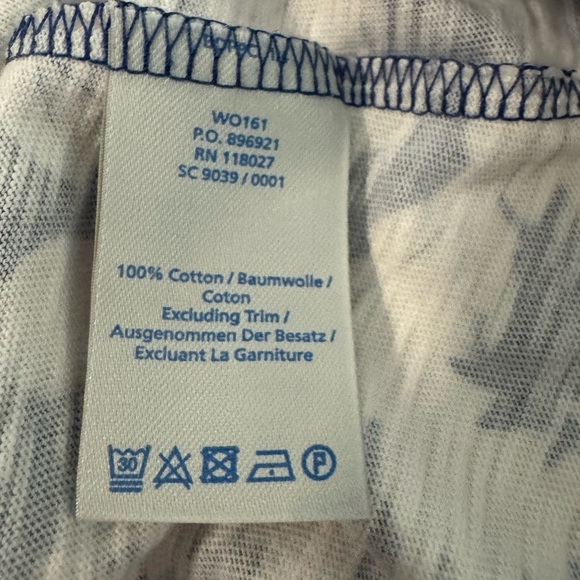 WO161
P.O. 896921
RN 118027
SC 9039 / 0001
100% Cotton / Baumwolle /
Coton
Excluding Trim /
Ausgenommen Der Besatz /
Excluant La Garniture
30
P